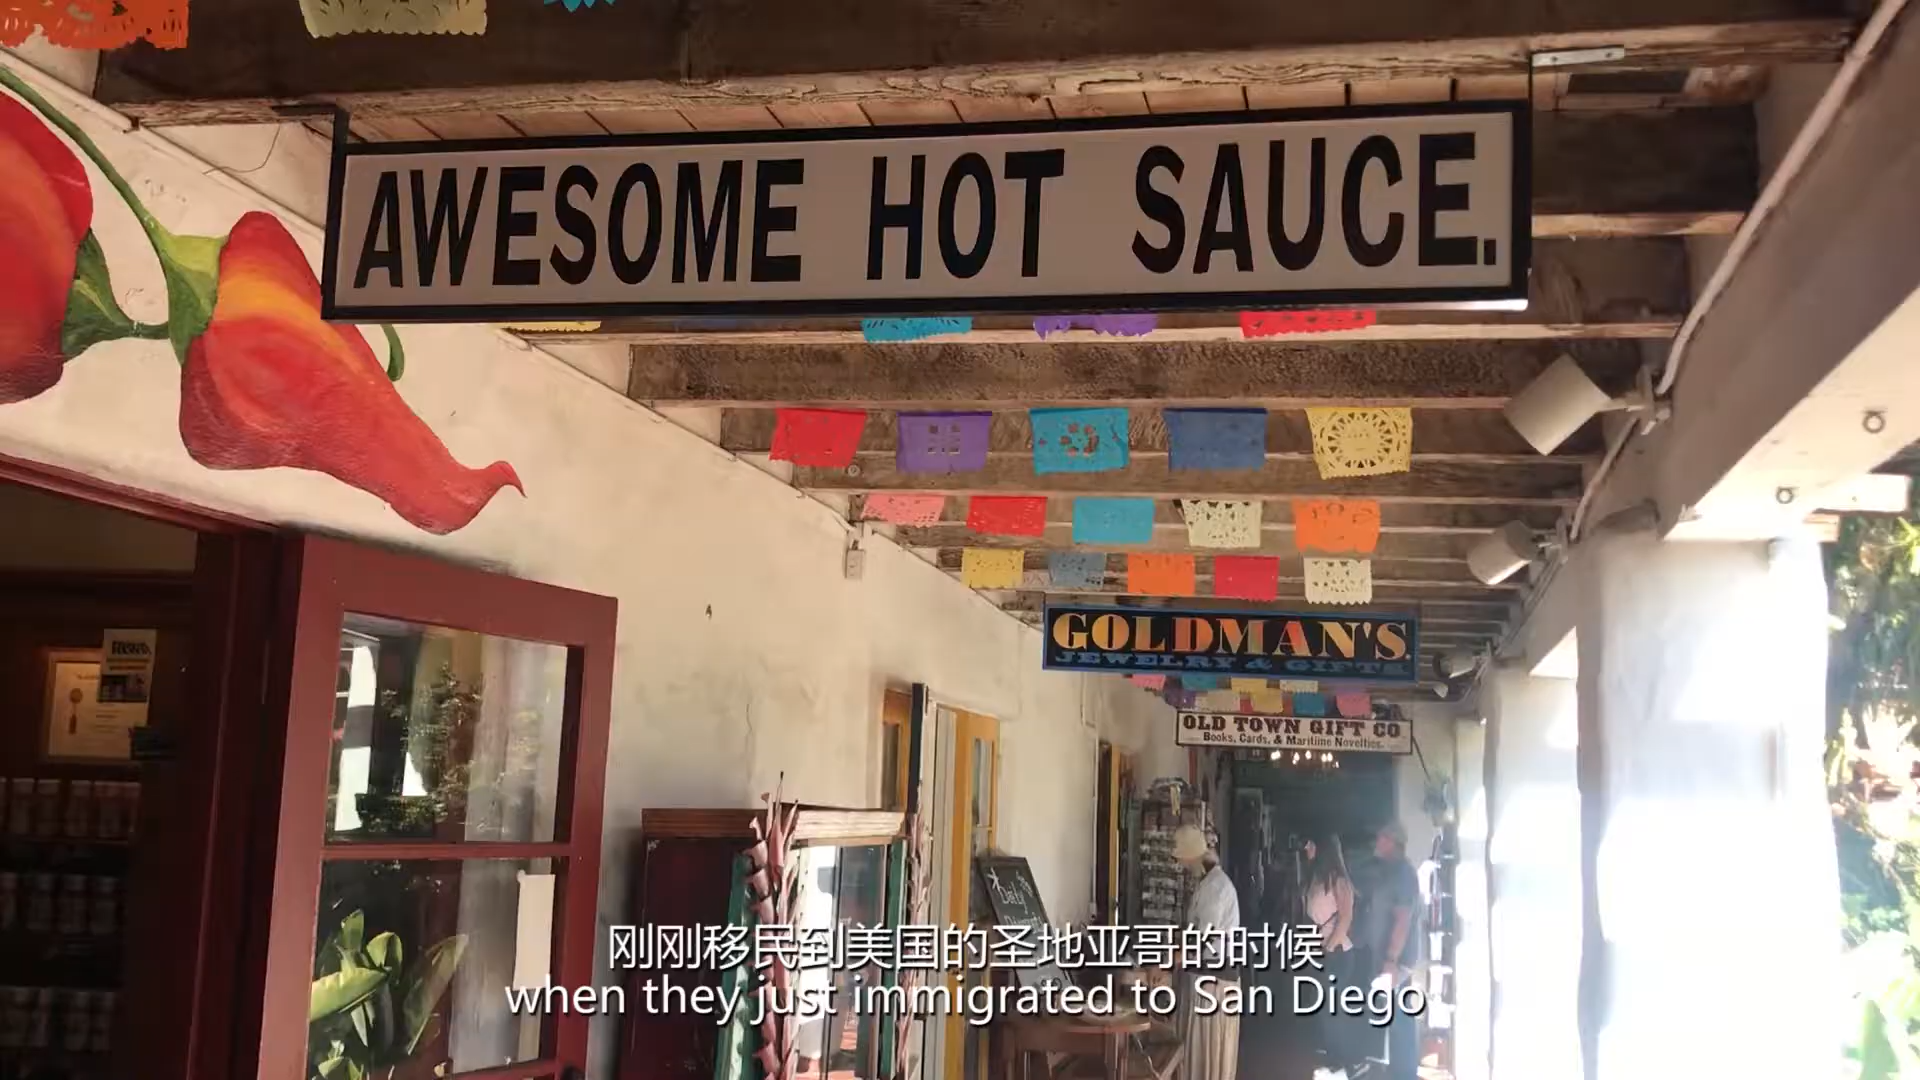 AWESOME HOT SAUCE.
GOLDMAN'S
JEWELRY & GIFTS
OLD TOWN GIFT CO
Books, Cards, & Maritime Novelties.
Daily
刚刚移民到美国的圣地亚哥的时候
when they just immigrated to San Diego